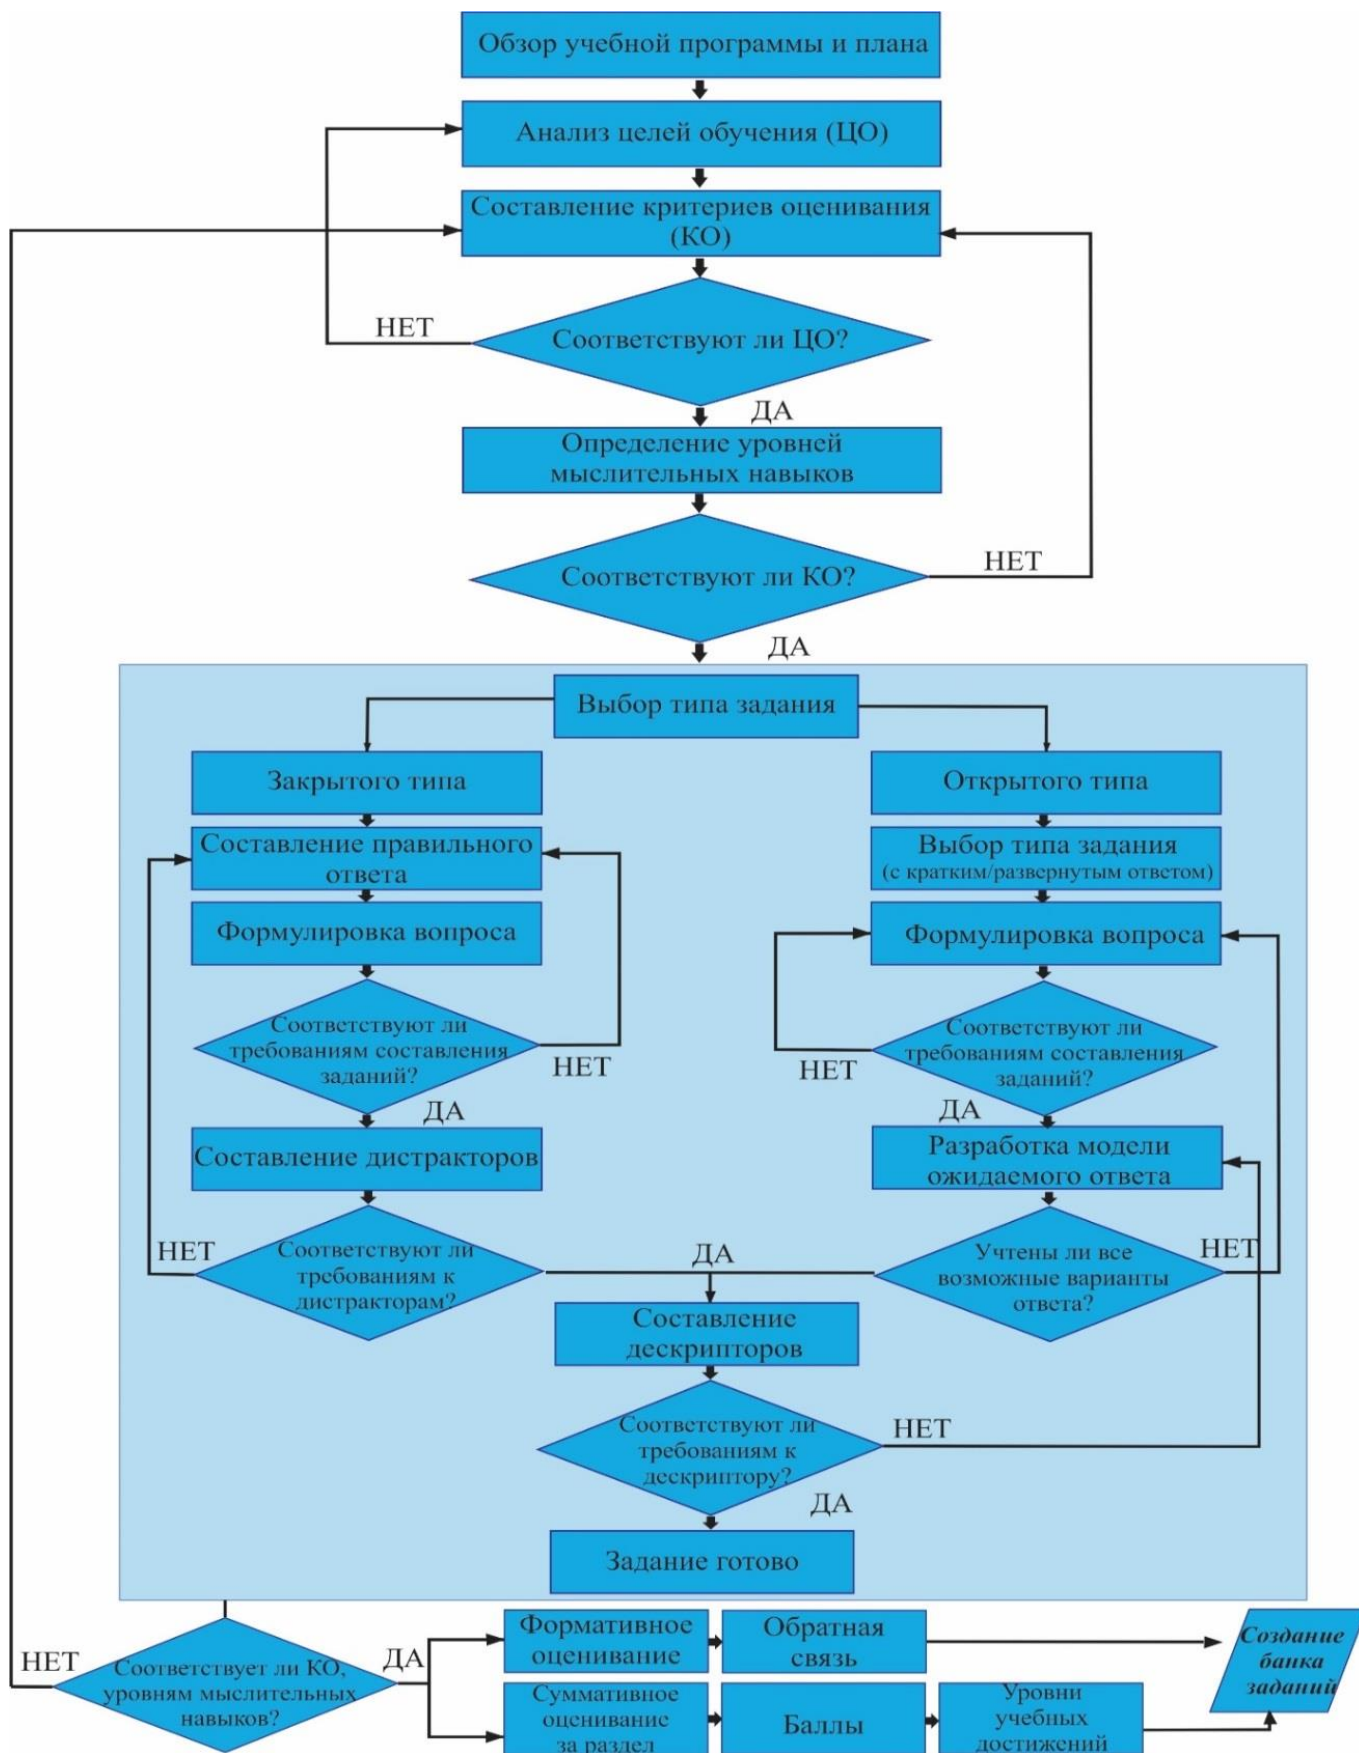 Обзор учебной программы и плана
Анализ целей обучения (ЦО)
Составление критериев оценивания
(КО)
НЕТ
Соответствуют ли ЦО?
ДА
Определение уровней
мыслительных навыков
НЕТ
Соответствуют ли КО?
ДА
Выбор типа задания
Закрытого типа
Открытого типа
Составление правильного
ответа
Выбор типа задания
(с кратким/развернутым ответом)
Формулировка вопроса
Формулировка вопроса
Соответствуют ли
требованиям составления
заданий?
НЕТ
НЕТ
Соответствуют ли
требованиям составления
заданий?
ДА
ДА
Составление дистракторов
Разработка модели
ожидаемого ответа
НЕТ
Соответствуют ли
требованиям к
дистракторам?
ДА
Учтены ли все
возможные варианты
ответа?
НЕТ
Составление
дескрипторов
Соответствуют ли
требованиям к
дескриптору?
НЕТ
ДА
Задание готово
НЕТ
Соответствует ли КО,
уровням мыслительных
навыков?
ДА
Формативное
оценивание
Обратная
связь
Создание
банка
заданий
Суммативное
оценивание
за раздел
Баллы
Уровни
учебных
достижений